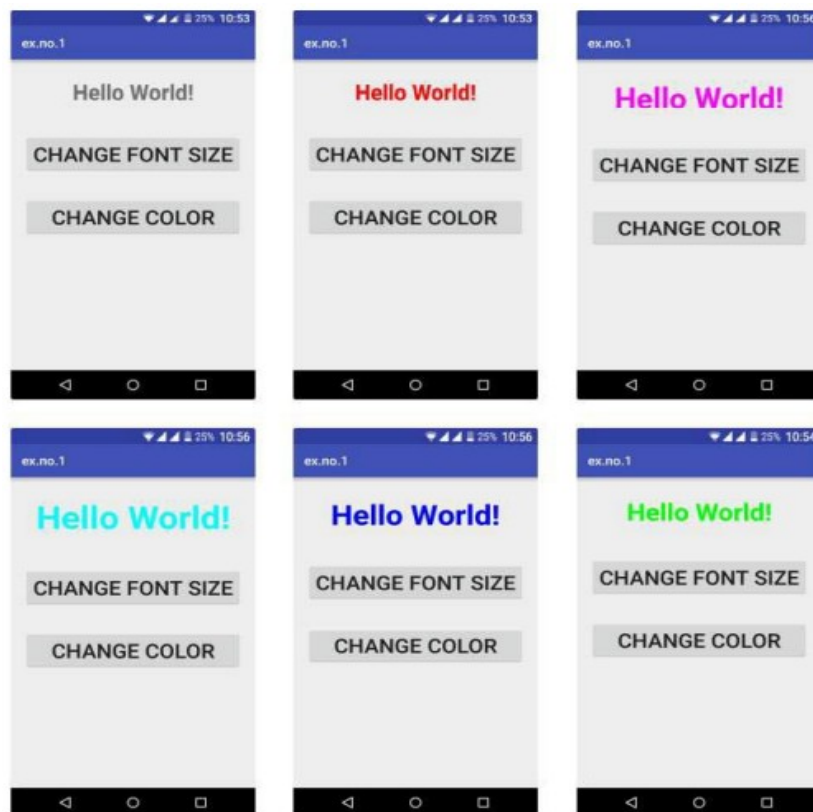 25% 10:53
ex.no.1
Hello World!
CHANGE FONT SIZE
CHANGE COLOR
25% 10:53
ex.no.1
Hello World!
CHANGE FONT SIZE
CHANGE COLOR
25% 10:56
ex.no.1
Hello World!
CHANGE FONT SIZE
CHANGE COLOR
25% 10:56
ex.no.1
Hello World!
CHANGE FONT SIZE
CHANGE COLOR
25% 10:56
ex.no.1
Hello World!
CHANGE FONT SIZE
CHANGE COLOR
25% 10:54
ex.no.1
Hello World!
CHANGE FONT SIZE
CHANGE COLOR